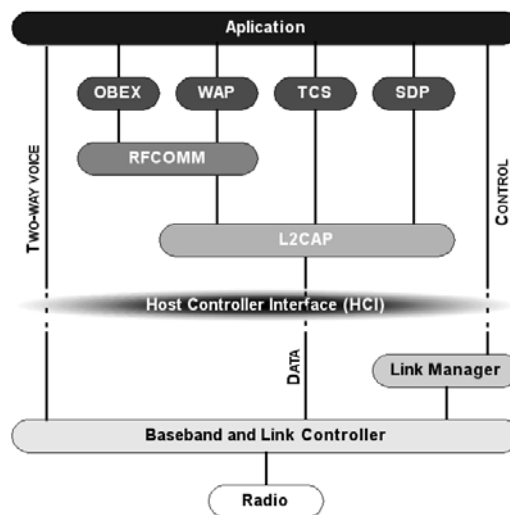 Aplication
OBEX
WAP
TCS
SDP
RFCOMM
TWO-WAY VOICE
CONTROL
L2CAP
Host Controller Interface (HCI)
DATA
Link Manager
Baseband and Link Controller
Radio